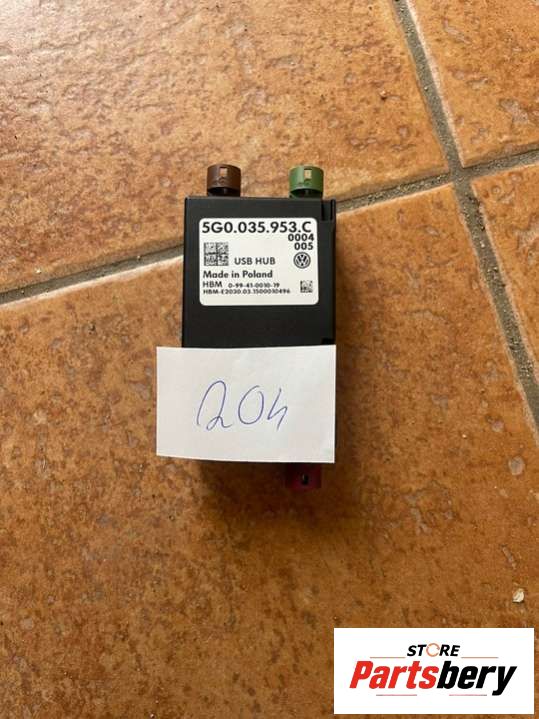 5G0.035.953.C
0004
005
USB HUB
Made in Poland
HBM 0-99-41-0010-19
HBM-E2030.03.1500010496
204
STORE
Partsbery